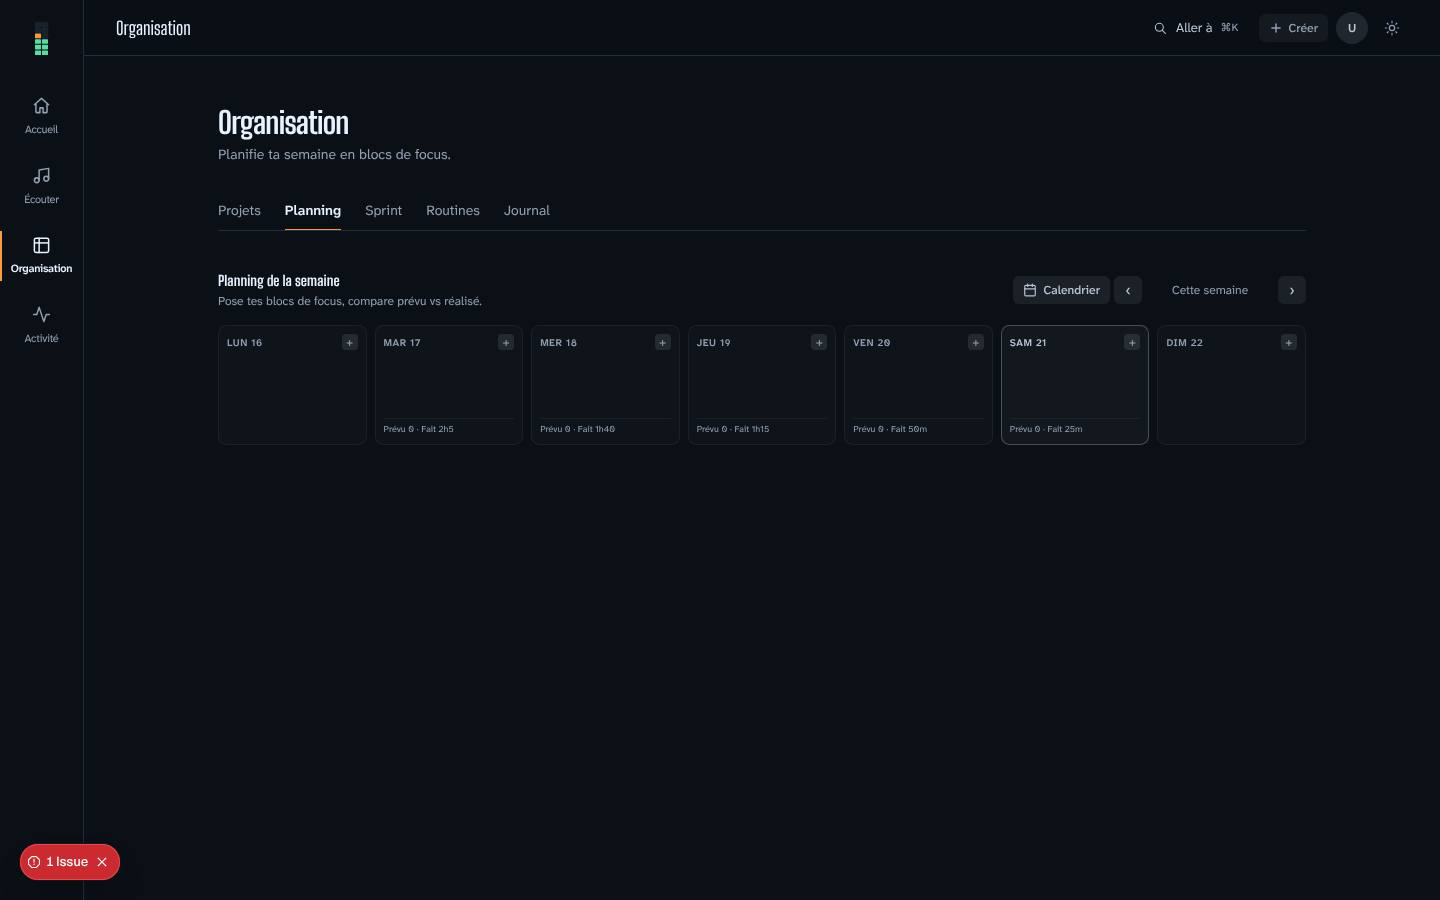 Organisation
Aller à ⌘K
+ Créer
U
Accueil
Écouter
Organisation
Activité
Organisation
Planifie ta semaine en blocs de focus.
Projets Planning Sprint Routines Journal
Planning de la semaine
Pose tes blocs de focus, compare prévu vs réalisé.
Calendrier ‹ Cette semaine ›
LUN 16 + MAR 17 + MER 18 + JEU 19 + VEN 20 + SAM 21 + DIM 22 +
Prévu 0 · Fait 2h5 Prévu 0 · Fait 1h40 Prévu 0 · Fait 1h15 Prévu 0 · Fait 50m Prévu 0 · Fait 25m
1 Issue